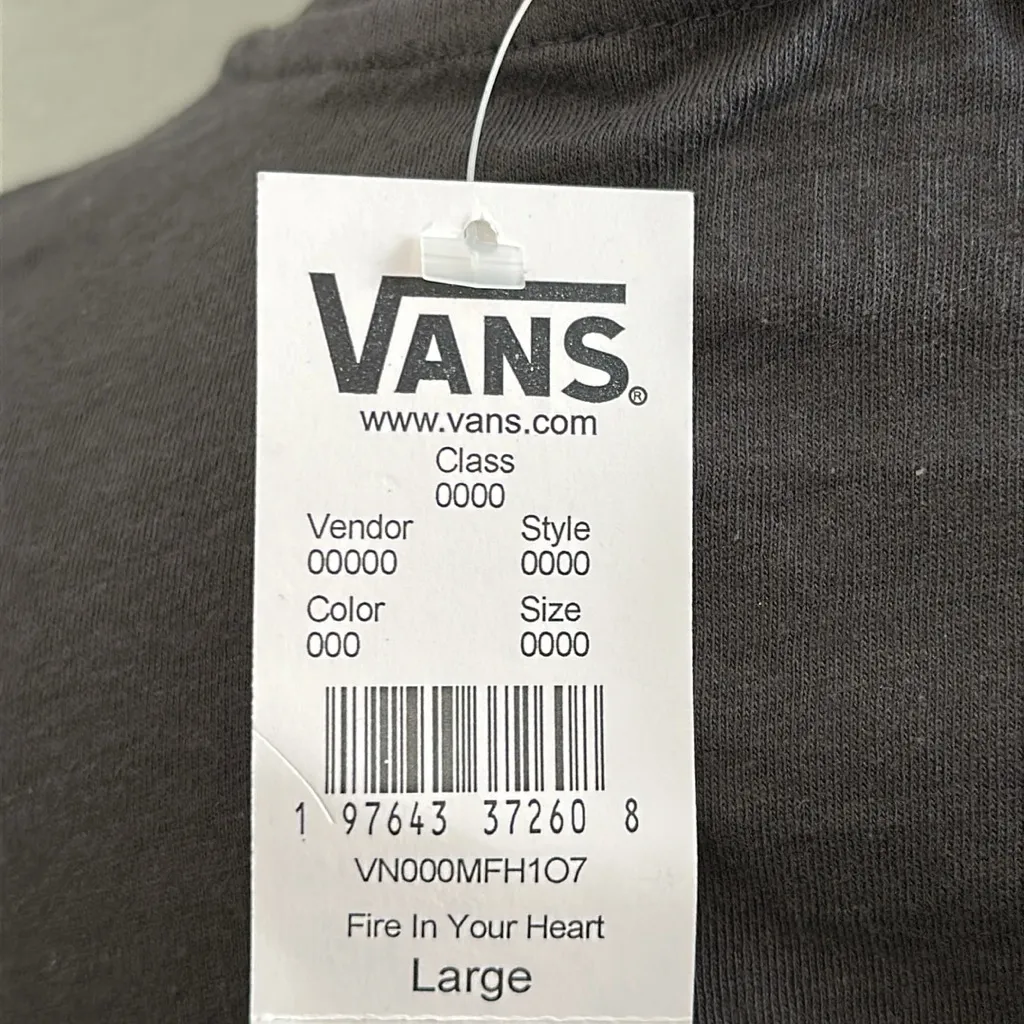 VANS®
www.vans.com
Class
0000
Vendor Style
00000 0000
Color Size
000 0000
1 97643 37260 8
VN000MFH1O7
Fire In Your Heart
Large